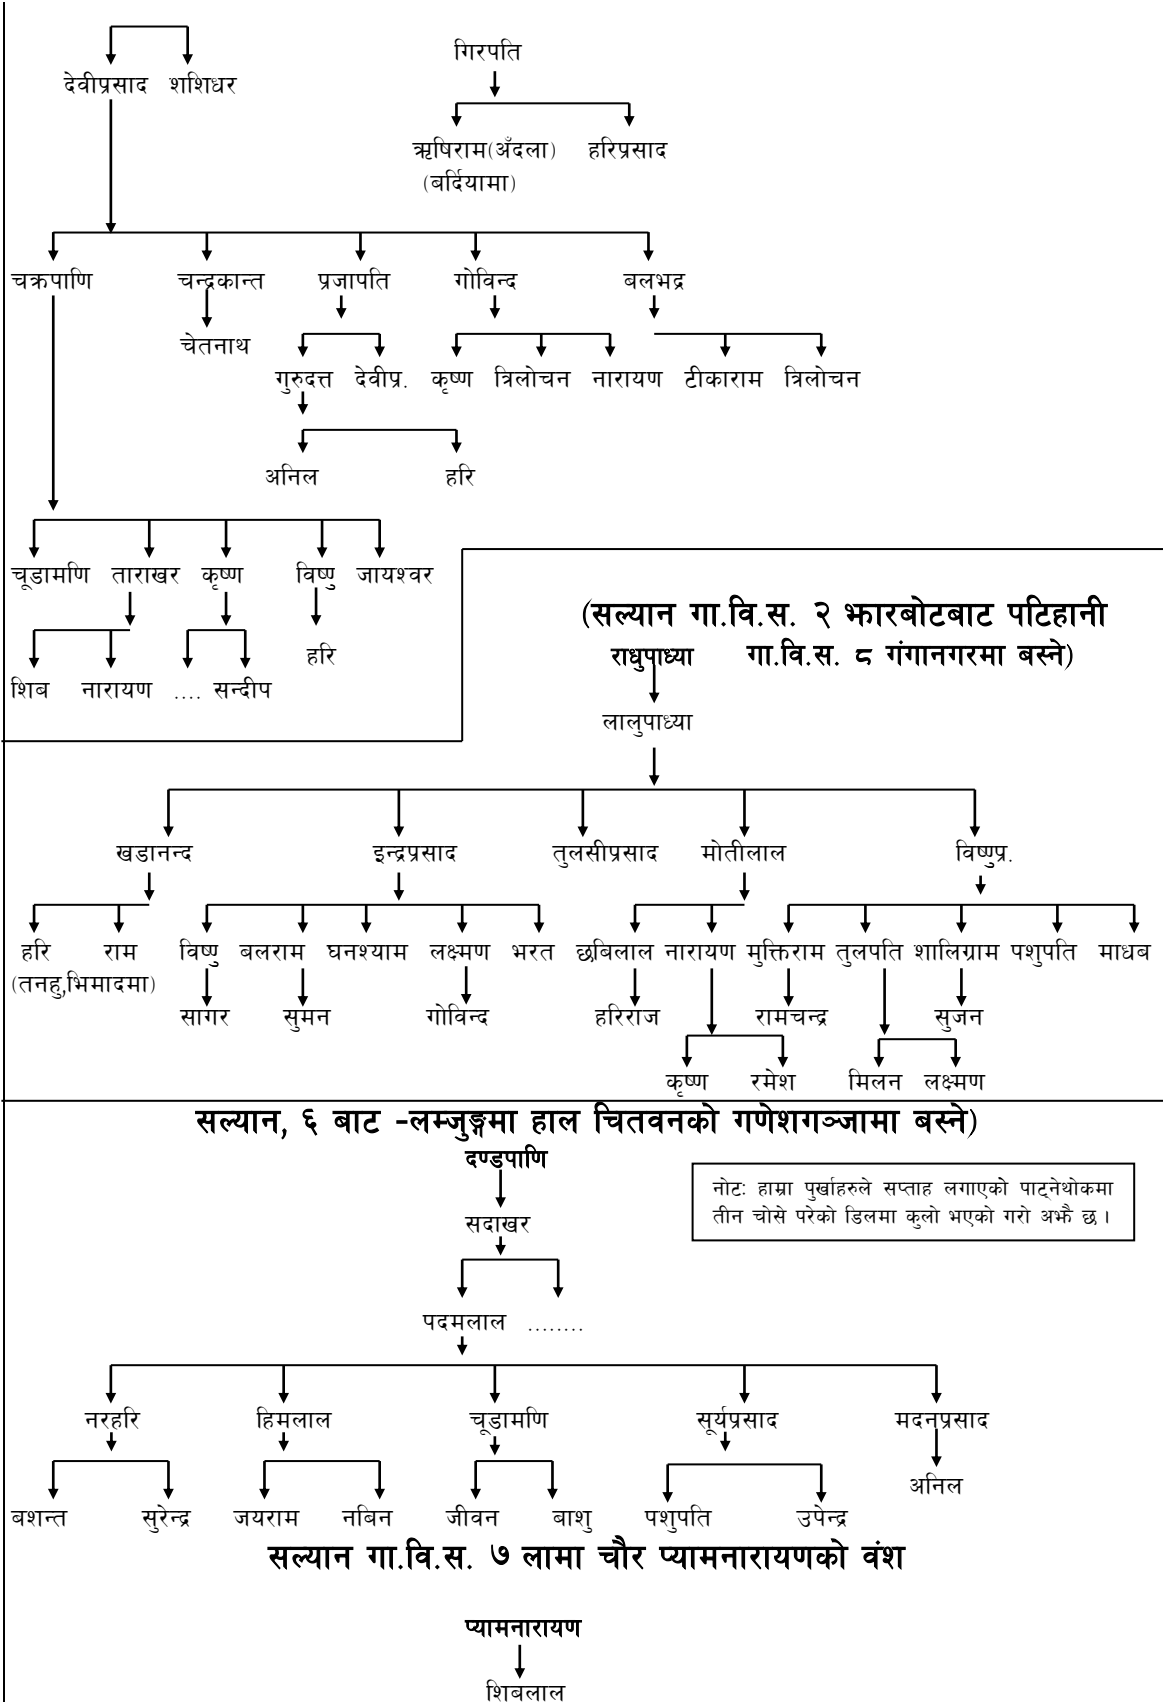 गिरपति
देवीप्रसाद शशिधर
ऋषिराम(अँदला) हरिप्रसाद
(बर्दियामा)
चक्रपाणि चन्द्रकान्त प्रजापति गोविन्द बलभद्र
चेतनाथ
गुरुदत्त देवीप्र. कृष्ण त्रिलोचन नारायण टीकाराम त्रिलोचन
अनिल हरि
चूडामणि ताराखर कृष्ण विष्णु जायश्वर
हरि
शिब नारायण .... सन्दीप
(सल्यान गा.वि.स. २ झारबोटबाट पटिहानी
राधुपाध्या गा.वि.स. ८ गंगानगरमा बस्ने)
लालुपाध्या
खडानन्द इन्द्रप्रसाद तुलसीप्रसाद मोतीलाल विष्णुप्र.
हरि राम विष्णु बलराम घनश्याम लक्ष्मण भरत छबिलाल नारायण मुक्तिराम तुलपति शालिग्राम पशुपति माधब
(तनहु,भिमादमा)
सागर सुमन गोविन्द हरिराज रामचन्द्र सुजन
कृष्ण रमेश मिलन लक्ष्मण
सल्यान, ६ बाट -लम्जुङ्गमा हाल चितवनको गणेशगञ्जामा बस्ने)
दण्डपाणि
नोट: हाम्रा पुर्खाहरुले सप्ताह लगाएको पाट्नेथोकमा
तीन चोसे परेको डिलमा कुलो भएको गरो अझै छ ।
सदाखर
पदमलाल ........
नरहरि हिमलाल चूडामणि सूर्यप्रसाद मदनप्रसाद
अनिल
बशन्त सुरेन्द्र जयराम नबिन जीवन बाशु पशुपति उपेन्द्र
सल्यान गा.वि.स. ७ लामा चौर प्यामनारायणको वंश
प्यामनारायण
शिबलाल